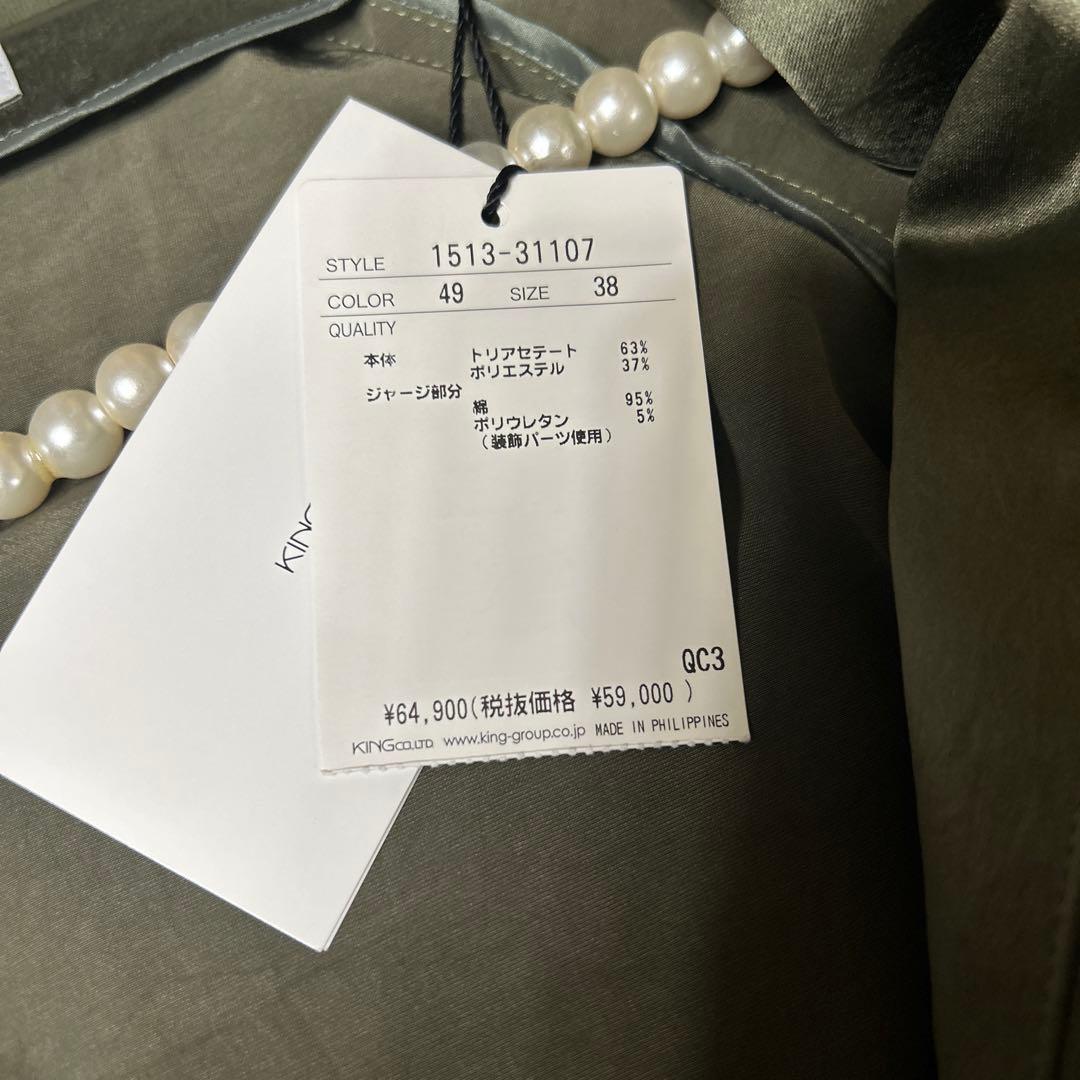 STYLE 1513-31107
COLOR 49 SIZE 38
QUALITY
本体 トリアセテート 63%
ポリエステル 37%
ジャージ部分
綿 95%
ポリウレタン 5%
(装飾パーツ使用)
QC3
¥64,900(税抜価格 ¥59,000 )
KING CO.,LTD. www.king-group.co.jp MADE IN PHILIPPINES
KING